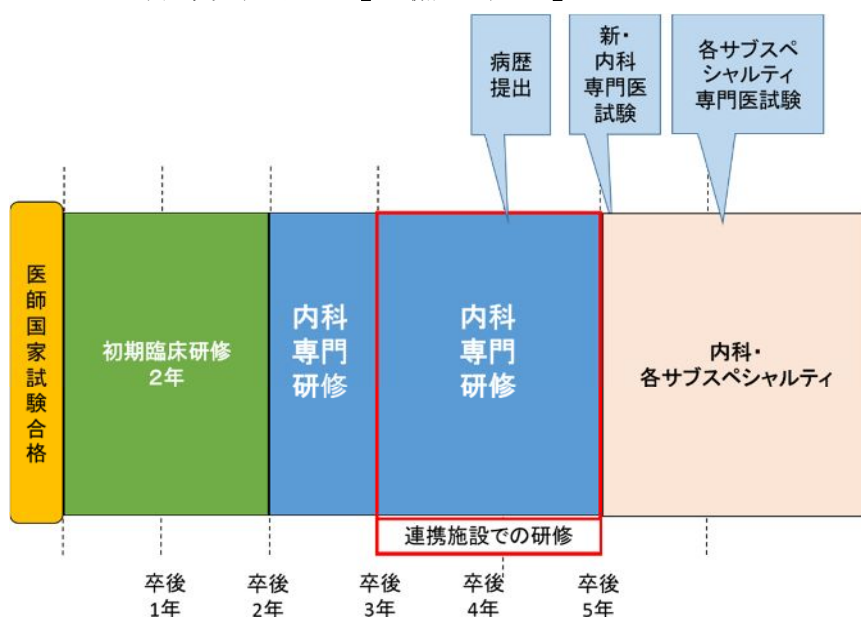 病歴
提出
新・
内科
専門医
試験
各サブスペ
シャルティ
専門医試験
医師国家試験合格
初期臨床研修
2年
内科
専門
研修
内科
専門
研修
内科・
各サブスペシャルティ
連携施設での研修
卒後
1年
卒後
2年
卒後
3年
卒後
4年
卒後
5年